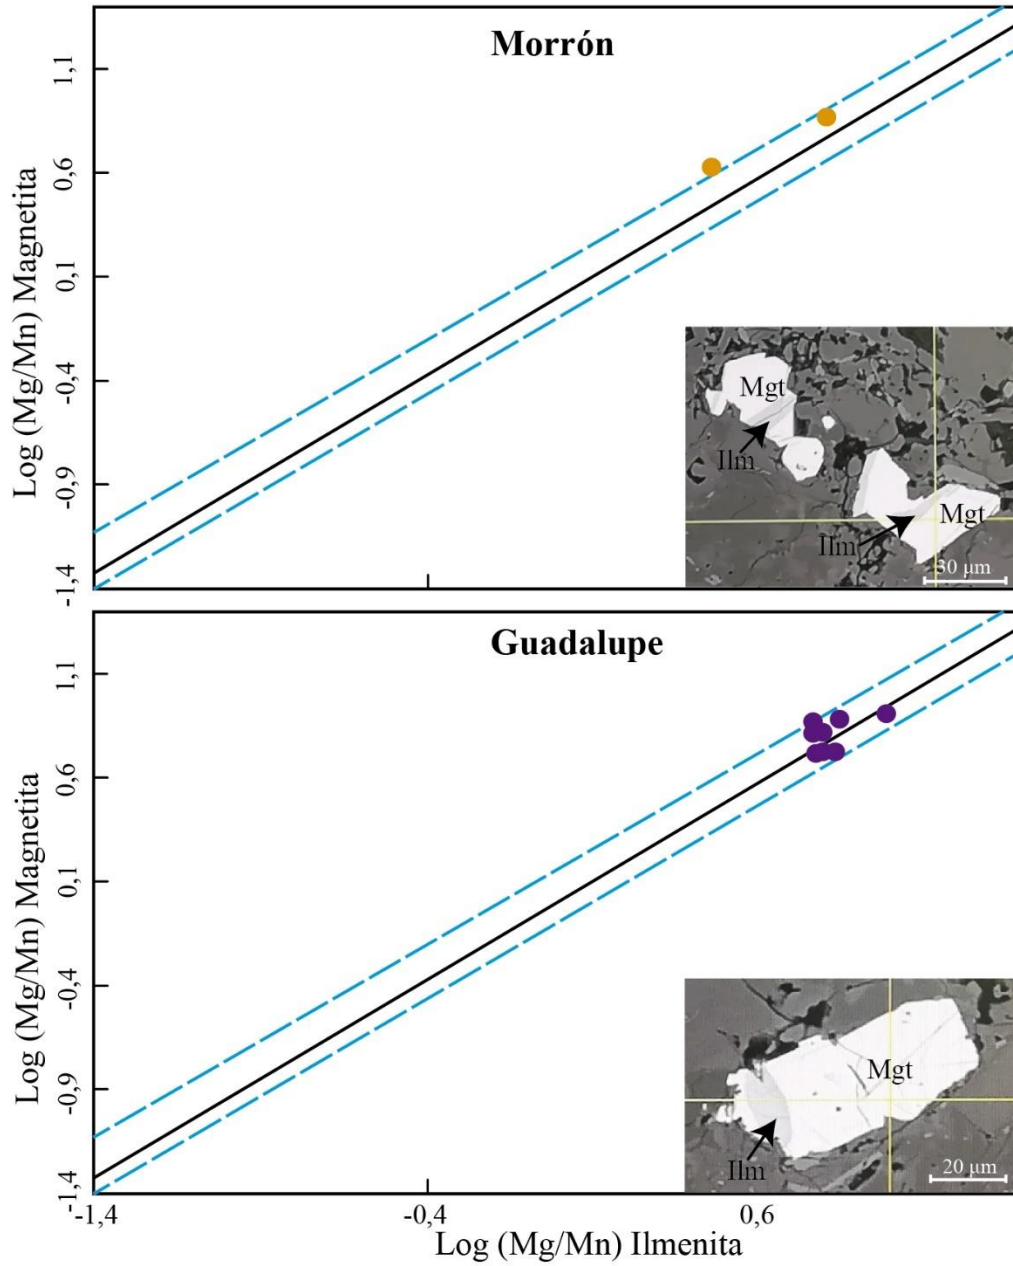 Morrón
Log (Mg/Mn) Magnetita
1,1
0,6
0,1
-0,4
-0,9
-1,4
Mgt
Ilm
Mgt
Ilm
30 µm
Guadalupe
Log (Mg/Mn) Magnetita
1,1
0,6
0,1
-0,4
-0,9
-1,4
Mgt
Ilm
20 µm
-1,4 -0,4 0,6
Log (Mg/Mn) Ilmenita